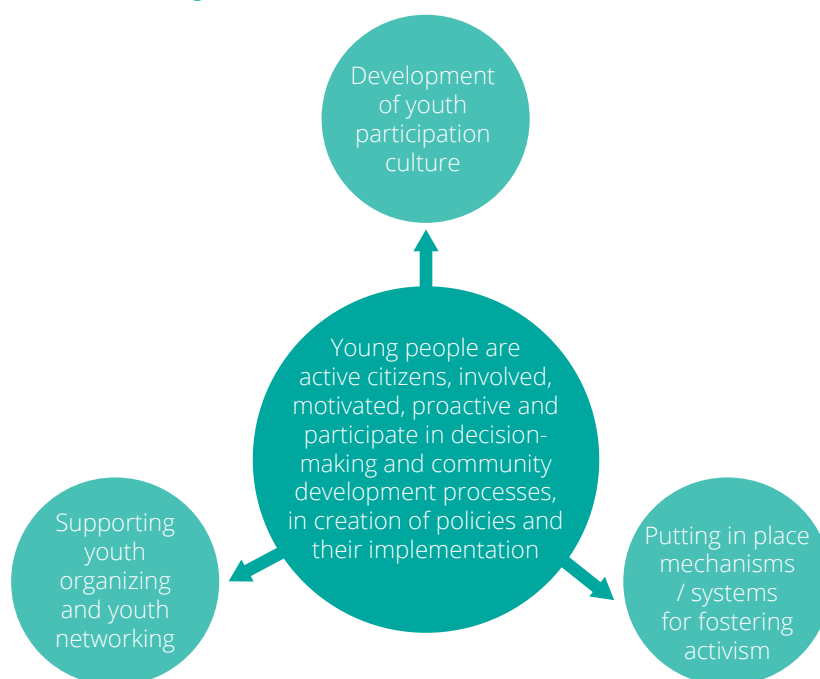 Development
of youth
participation
culture
Young people are
active citizens, involved,
motivated, proactive and
participate in decision-
making and community
development processes,
in creation of policies and
their implementation
Supporting
youth
organizing
and youth
networking
Putting in place
mechanisms
/ systems
for fostering
activism